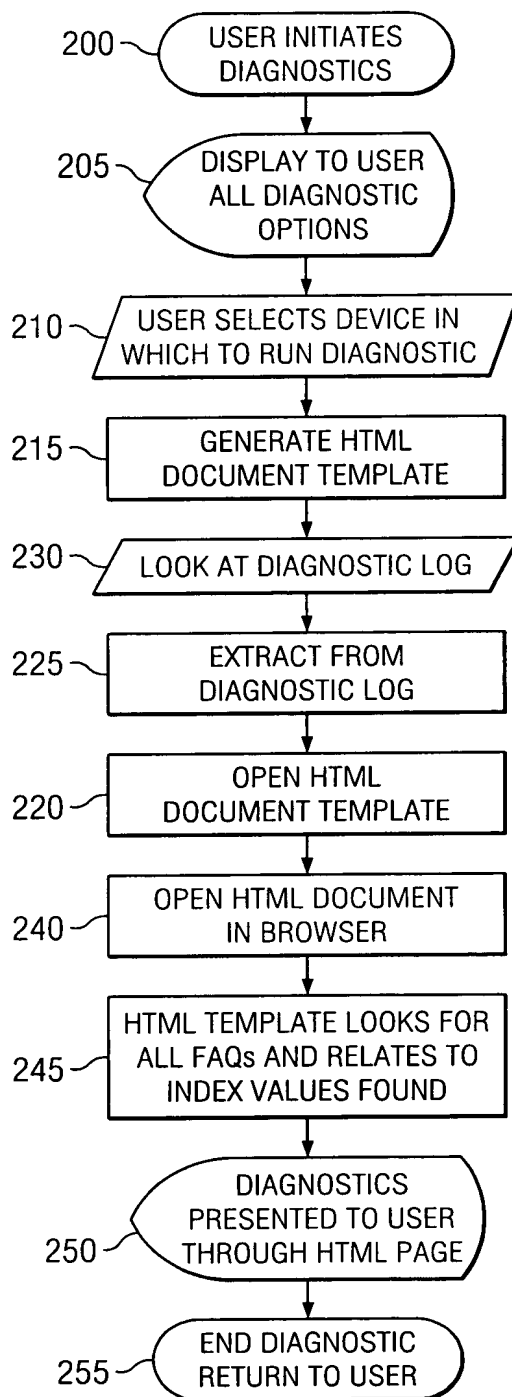 200
USER INITIATES
DIAGNOSTICS
205
DISPLAY TO USER
ALL DIAGNOSTIC
OPTIONS
210
USER SELECTS DEVICE IN
WHICH TO RUN DIAGNOSTIC
215
GENERATE HTML
DOCUMENT TEMPLATE
230
LOOK AT DIAGNOSTIC LOG
225
EXTRACT FROM
DIAGNOSTIC LOG
220
OPEN HTML
DOCUMENT TEMPLATE
240
OPEN HTML DOCUMENT
IN BROWSER
245
HTML TEMPLATE LOOKS FOR
ALL FAQs AND RELATES TO
INDEX VALUES FOUND
250
DIAGNOSTICS
PRESENTED TO USER
THROUGH HTML PAGE
255
END DIAGNOSTIC
RETURN TO USER